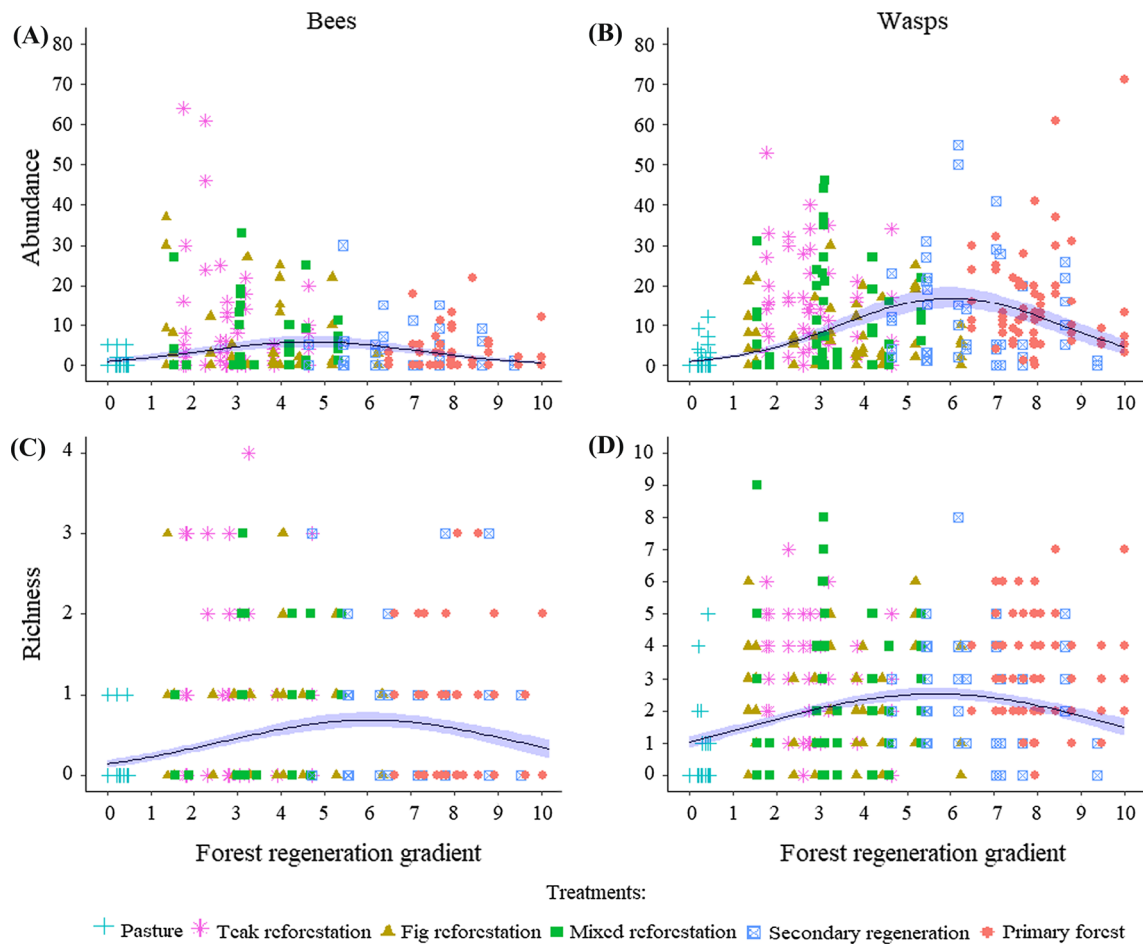 Bees
Wasps
(A)
(B)
80
70
60
50
40
30
20
10
0
Abundance
0 1 2 3 4 5 6 7 8 9 10
80
70
60
50
40
30
20
10
0
0 1 2 3 4 5 6 7 8 9 10
(C)
(D)
4
3
2
1
0
Richness
0 1 2 3 4 5 6 7 8 9 10
Forest regeneration gradient
10
9
8
7
6
5
4
3
2
1
0
0 1 2 3 4 5 6 7 8 9 10
Forest regeneration gradient
Treatments:
Pasture Teak reforestation Fig reforestation Mixed reforestation Secondary regeneration Primary forest